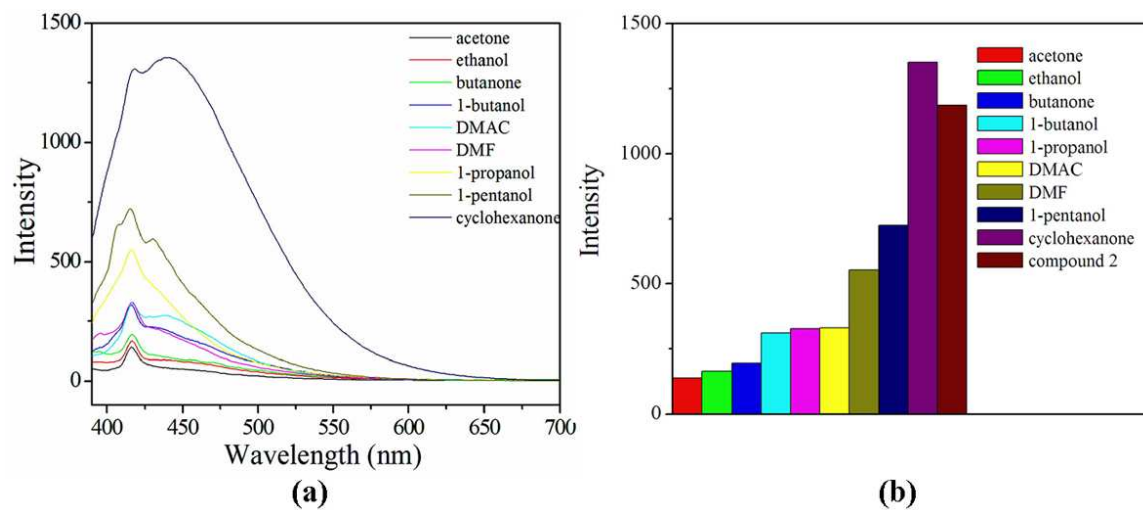 1500
1000
500
0
Intensity
acetone
ethanol
butanone
1-butanol
DMAC
DMF
1-propanol
1-pentanol
cyclohexanone
400 450 500 550 600 650 700
Wavelength (nm)
(a)
1500
1000
500
0
Intensity
acetone
ethanol
butanone
1-butanol
1-propanol
DMAC
DMF
1-pentanol
cyclohexanone
compound 2
(b)